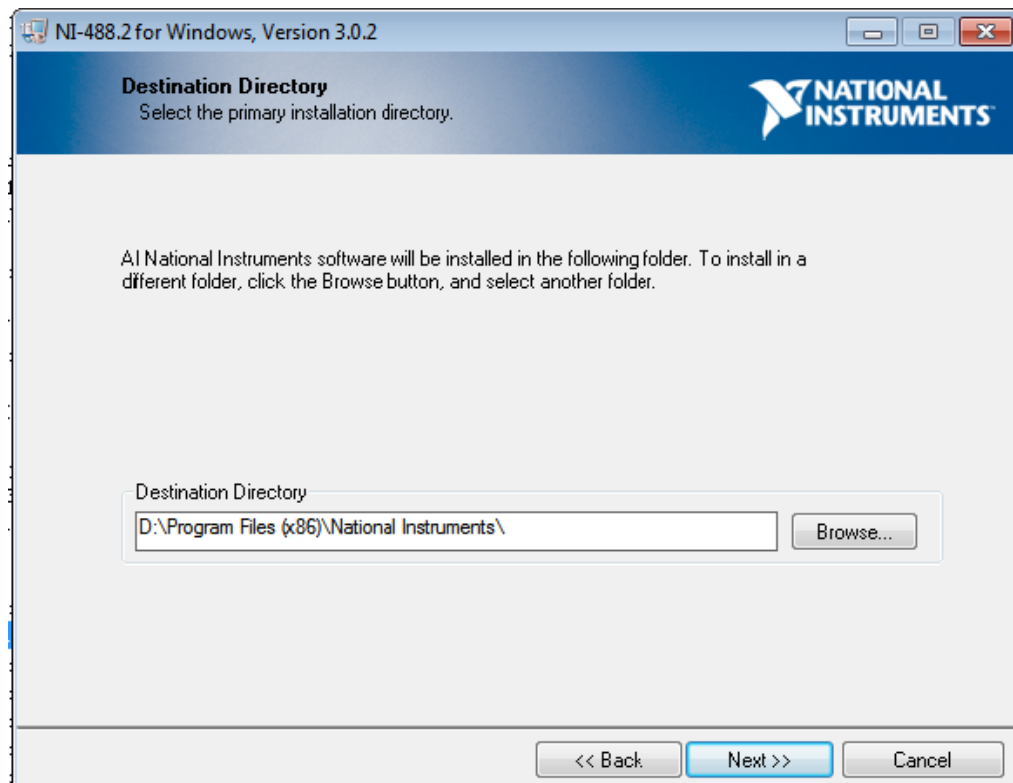 NI-488.2 for Windows, Version 3.0.2
Destination Directory
Select the primary installation directory.
NATIONAL
INSTRUMENTS
Al National Instruments software will be installed in the following folder. To install in a
dfferent folder, click the Browse button, and select another folder.
Destination Directory
D:\Program Files (x86)\National Instruments\
Browse...
<< Back
Next >>
Cancel